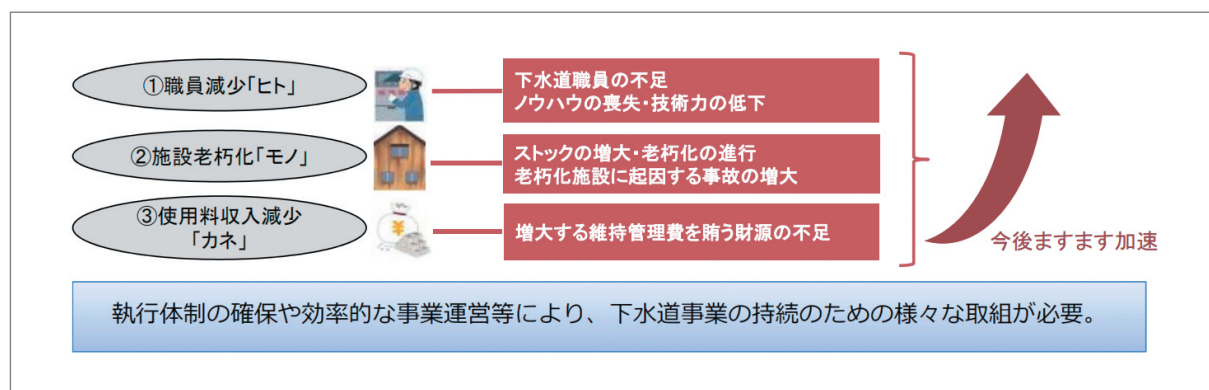 ①職員減少「ヒト」
下水道職員の不足
ノウハウの喪失・技術力の低下
②施設老朽化「モノ」
ストックの増大・老朽化の進行
老朽化施設に起因する事故の増大
③使用料収入減少
「カネ」
¥
増大する維持管理費を賄う財源の不足
今後ますます加速
執行体制の確保や効率的な事業運営等により、下水道事業の持続のための様々な取組が必要。